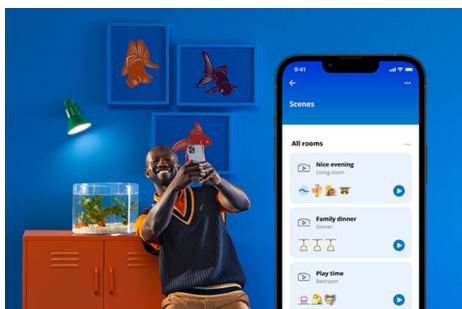 9:41
Scenes
All rooms
Nice evening
Living room
Family dinner
Dinner
Play time
Bedroom